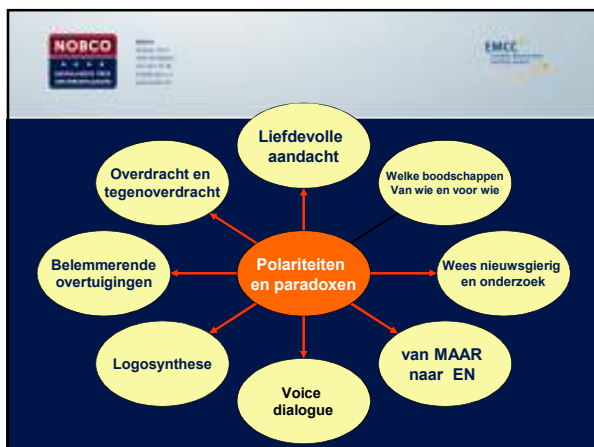 NOBCO
EMCC
Liefdevolle
aandacht
Overdracht en
tegenoverdracht
Welke boodschappen
Van wie en voor wie
Belemmerende
overtuigingen
Polariteiten
en paradoxen
Wees nieuwsgierig
en onderzoek
Logosynthese
van MAAR
naar EN
Voice
dialogue